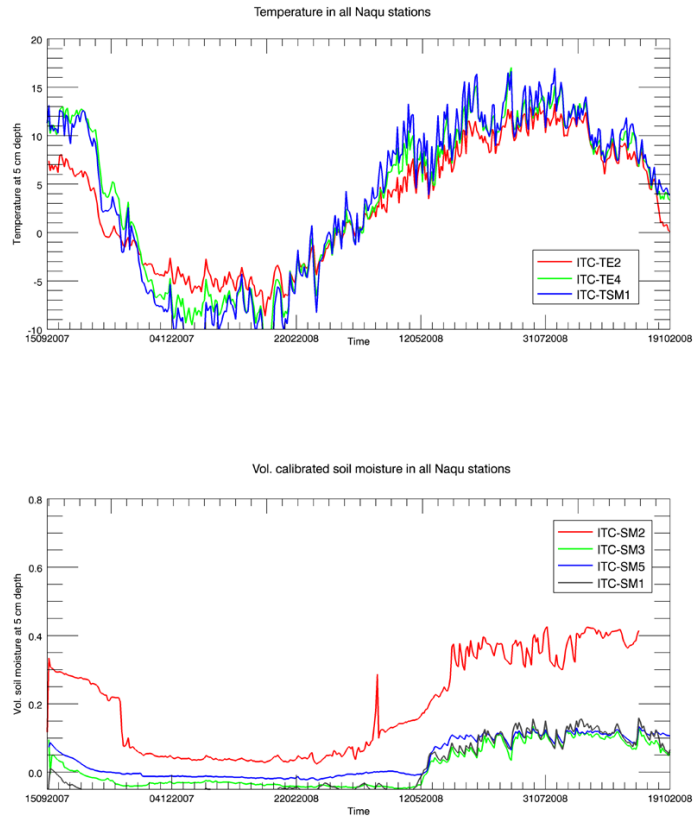 Temperature in all Naqu stations
20
15
10
5
0
-5
-10
Temperature at 5 cm depth
ITC-TE2
ITC-TE4
ITC-TSM1
15092007 04122007 22022008 12052008 31072008 19102008
Time
Vol. calibrated soil moisture in all Naqu stations
0.8
0.6
0.4
0.2
0.0
Vol. soil moisture at 5 cm depth
ITC-SM2
ITC-SM3
ITC-SM5
ITC-SM1
15092007 04122007 22022008 12052008 31072008 19102008
Time